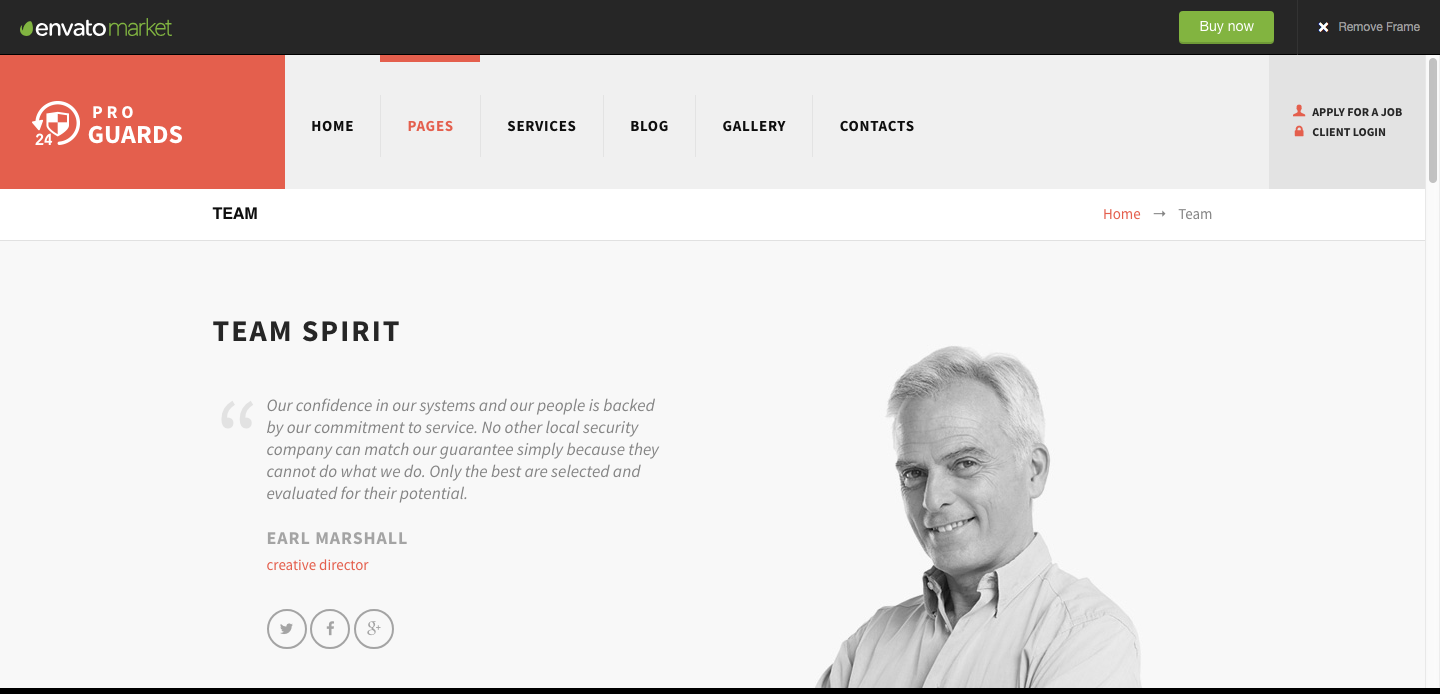 envato market
Buy now
Remove Frame
PRO
GUARDS
24
HOME
PAGES
SERVICES
BLOG
GALLERY
CONTACTS
APPLY FOR A JOB
CLIENT LOGIN
TEAM
Home → Team
TEAM SPIRIT
“
Our confidence in our systems and our people is backed
by our commitment to service. No other local security
company can match our guarantee simply because they
cannot do what we do. Only the best are selected and
evaluated for their potential.
EARL MARSHALL
creative director